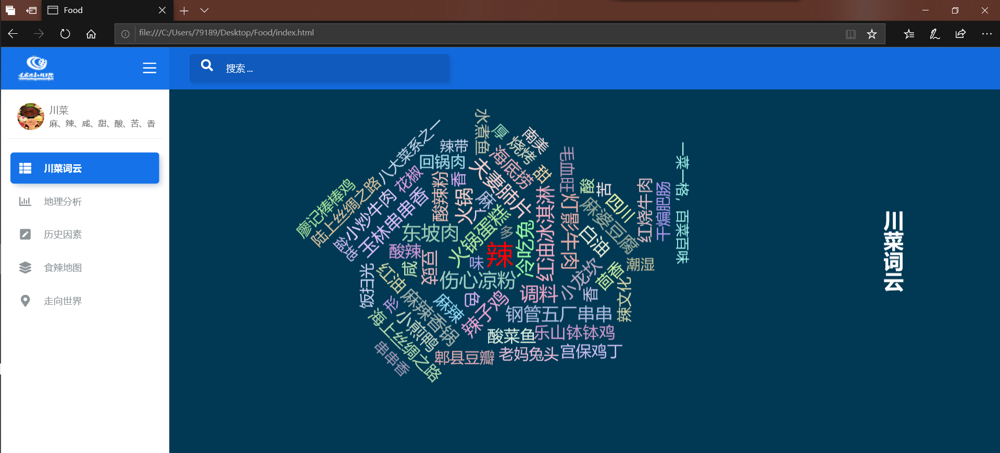 Food
file:///C:/Users/79189/Desktop/Food/index.html
搜索 ...
川菜
麻、辣、咸、甜、酸、苦、香
川菜词云
地理分析
历史因素
食辣地图
走向世界
水煮鱼
厚
南美
烧烤
八大菜系之一
辣带
海底捞
毛血旺
一菜一格，百菜百味
回锅肉
花椒
香
夫妻肺片
甜
酸
苦
廖记棒棒鸡
陆上丝绸之路
小炒牛肉
酸辣粉
火锅
麻
广
红油冰淇淋
灯影牛肉
麻婆豆腐
四川
红烧牛肉
干煸肥肠
盆地
玉林串串香
东坡肉
火锅蛋糕
多
冷吃兔
白油
酸辣
辣
味
咸
豆豉
潮湿
饭扫光
红油
伤心凉粉
小龙坎
茴香
调料
香
辣文化
形
麻辣香锅
麻辣
色
辣子鸡
钢管五厂串串
海上丝绸之路
小煎鸭
酸菜鱼
乐山钵钵鸡
串串香
郫县豆瓣
老妈兔头
宫保鸡丁
川菜词云